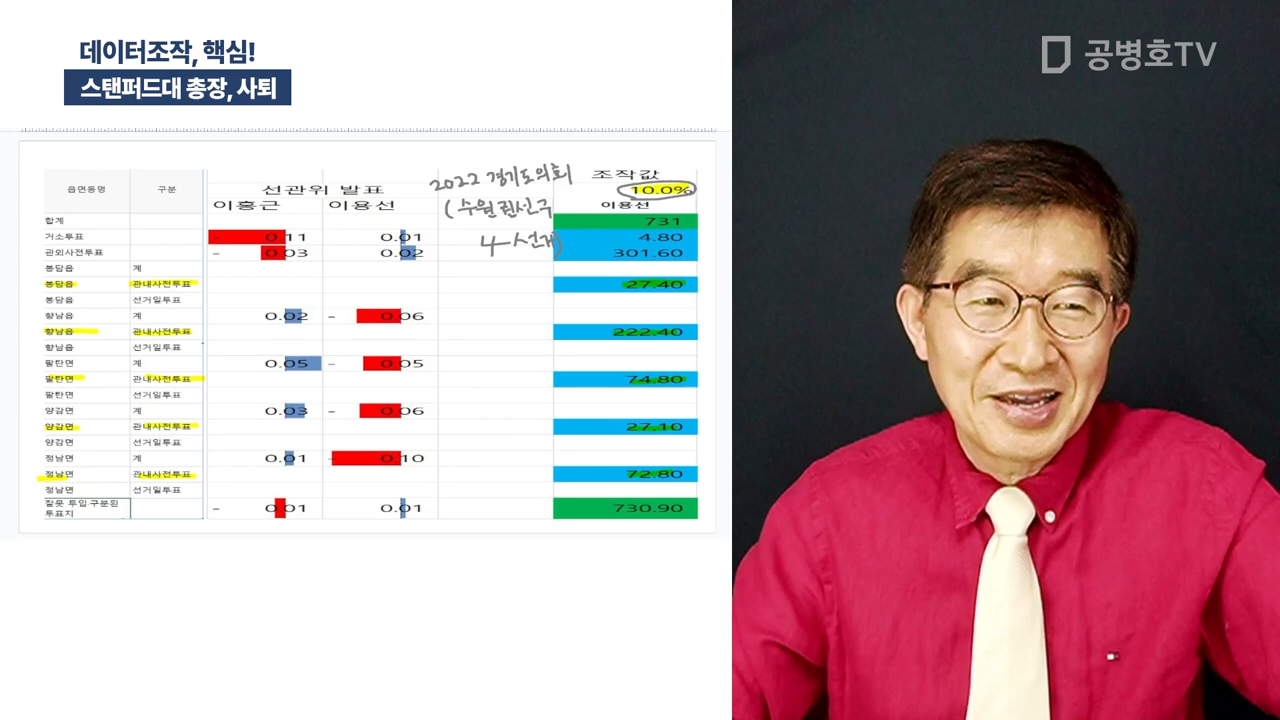 데이터조작, 핵심!
스탠퍼드대 총장, 사퇴
공병호TV
2022 경기도의회
(수원권선구
4-선거)
조작값
10.0%
읍면동명 구분 선관위 발표
이홍근 이용선 이용선
합계 731
거소투표 - 0.11 0.01 4.80
관외사전투표 - 0.03 0.02 301.60
봉담읍 계
봉담읍 관내사전투표 27.40
봉담읍 선거일투표
향남읍 계 0.02 - 0.06
향남읍 관내사전투표 222.40
향남읍 선거일투표
팔탄면 계 0.05 - 0.05
팔탄면 관내사전투표 74.80
팔탄면 선거일투표
양감면 계 0.03 - 0.06
양감면 관내사전투표 27.10
양감면 선거일투표
정남면 계 0.01 - 0.10
정남면 관내사전투표 72.80
정남면 선거일투표
잘못 투입·구분된
투표지 - 0.01 0.01 730.90